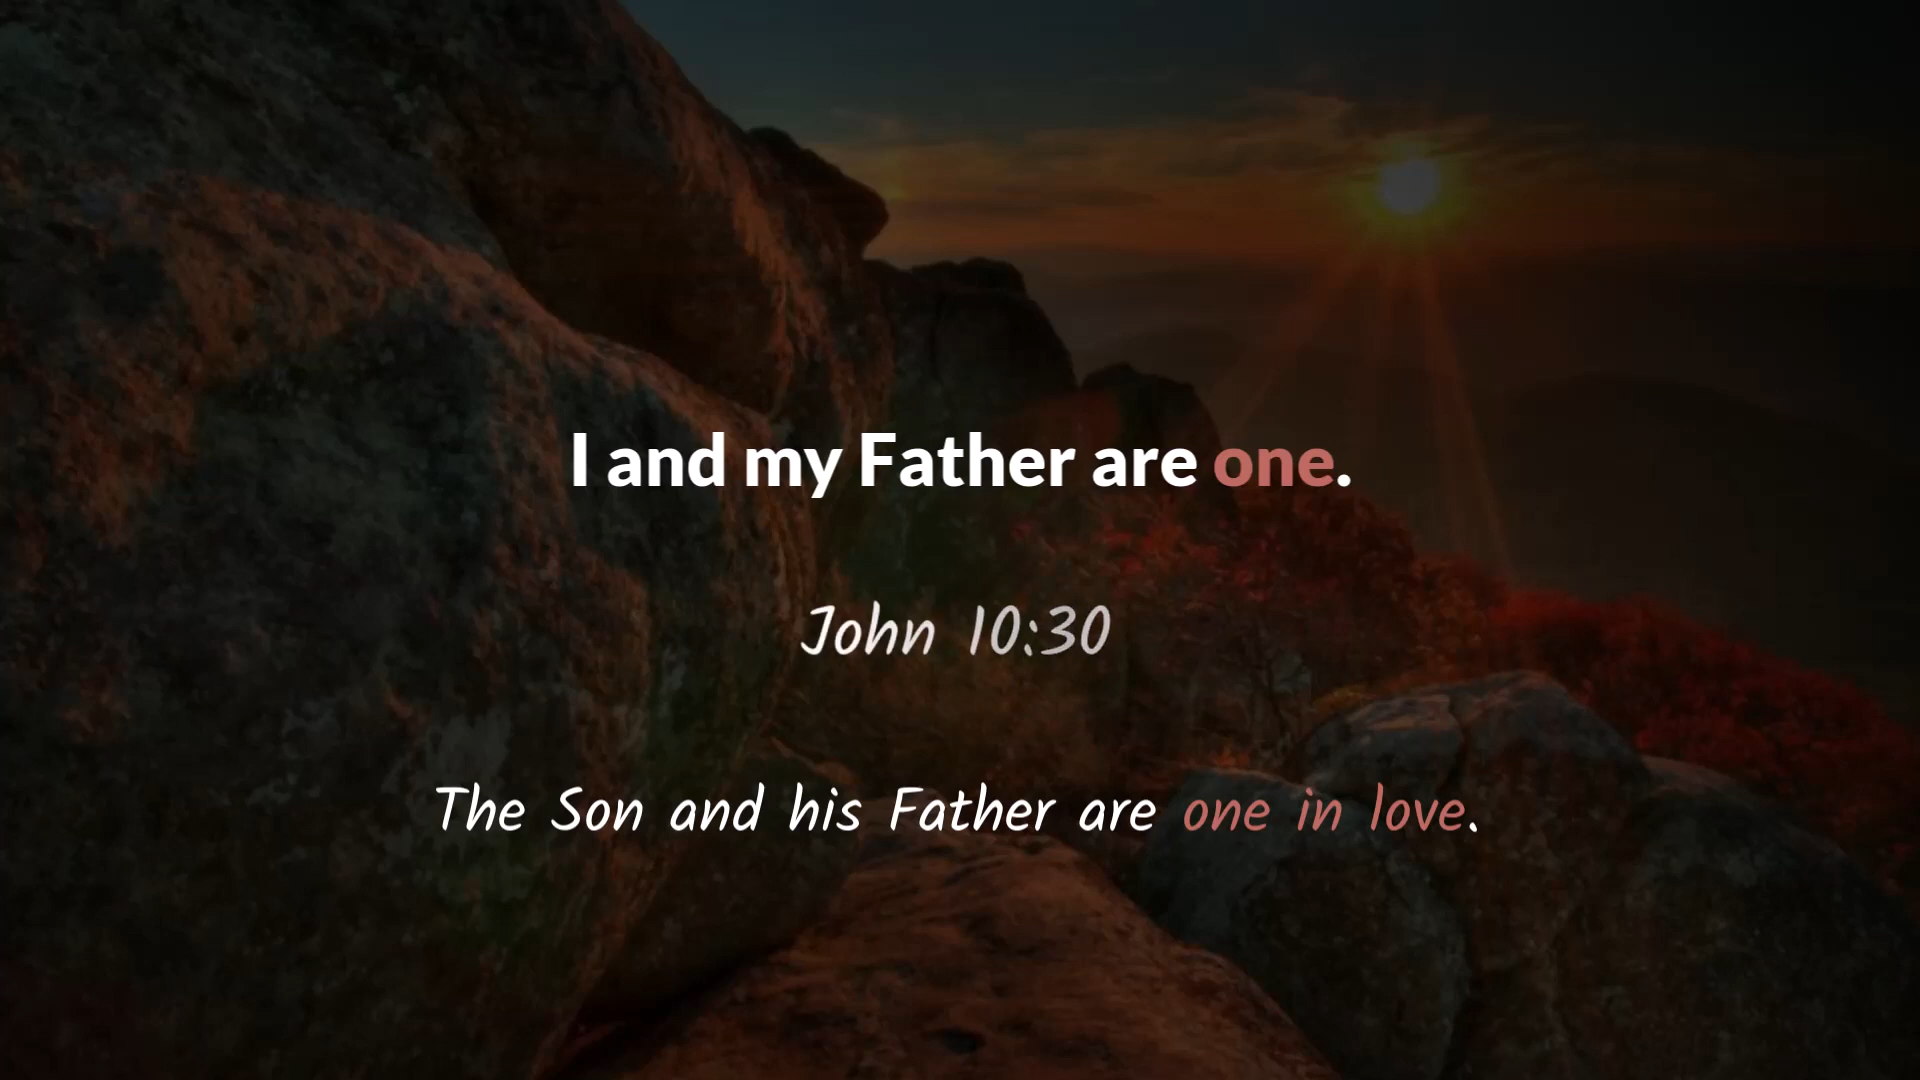 I and my Father are one.
John 10:30
The Son and his Father are one in love.